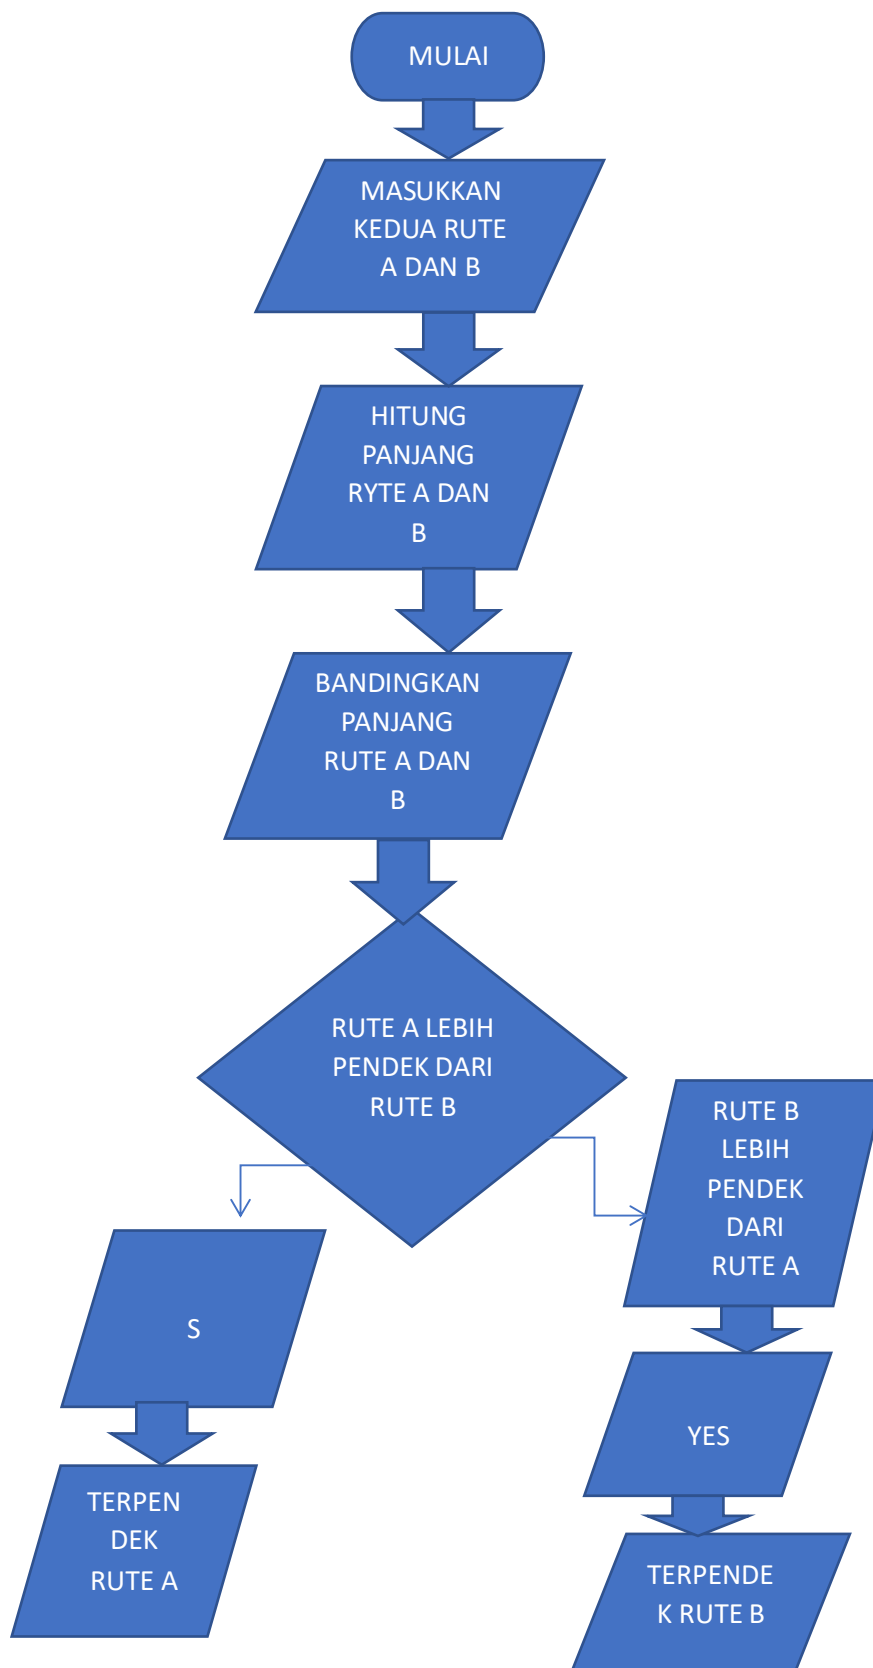 MULAI
MASUKKAN
KEDUA RUTE
A DAN B
HITUNG
PANJANG
RYTE A DAN
B
BANDINGKAN
PANJANG
RUTE A DAN
B
RUTE A LEBIH
PENDEK DARI
RUTE B
RUTE B
LEBIH
PENDEK
DARI
RUTE A
S
YES
TERPEN
DEK
RUTE A
TERPENDE
K RUTE B